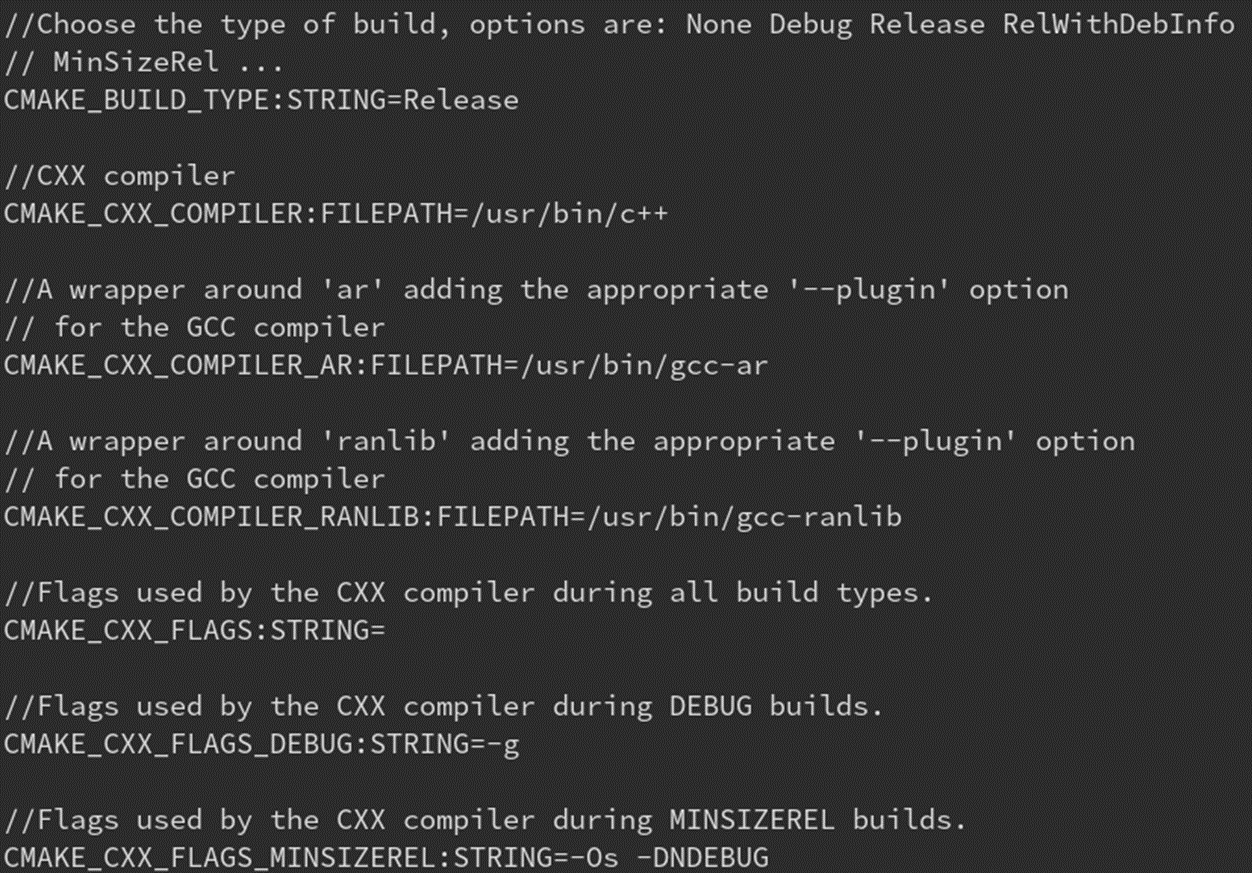 //Choose the type of build, options are: None Debug Release RelWithDebInfo
// MinSizeRel ...
CMAKE_BUILD_TYPE:STRING=Release
//CXX compiler
CMAKE_CXX_COMPILER:FILEPATH=/usr/bin/c++
//A wrapper around 'ar' adding the appropriate '--plugin' option
// for the GCC compiler
CMAKE_CXX_COMPILER_AR:FILEPATH=/usr/bin/gcc-ar
//A wrapper around 'ranlib' adding the appropriate '--plugin' option
// for the GCC compiler
CMAKE_CXX_COMPILER_RANLIB:FILEPATH=/usr/bin/gcc-ranlib
//Flags used by the CXX compiler during all build types.
CMAKE_CXX_FLAGS:STRING=
//Flags used by the CXX compiler during DEBUG builds.
CMAKE_CXX_FLAGS_DEBUG:STRING=-g
//Flags used by the CXX compiler during MINSIZEREL builds.
CMAKE_CXX_FLAGS_MINSIZEREL:STRING=-Os -DNDEBUG